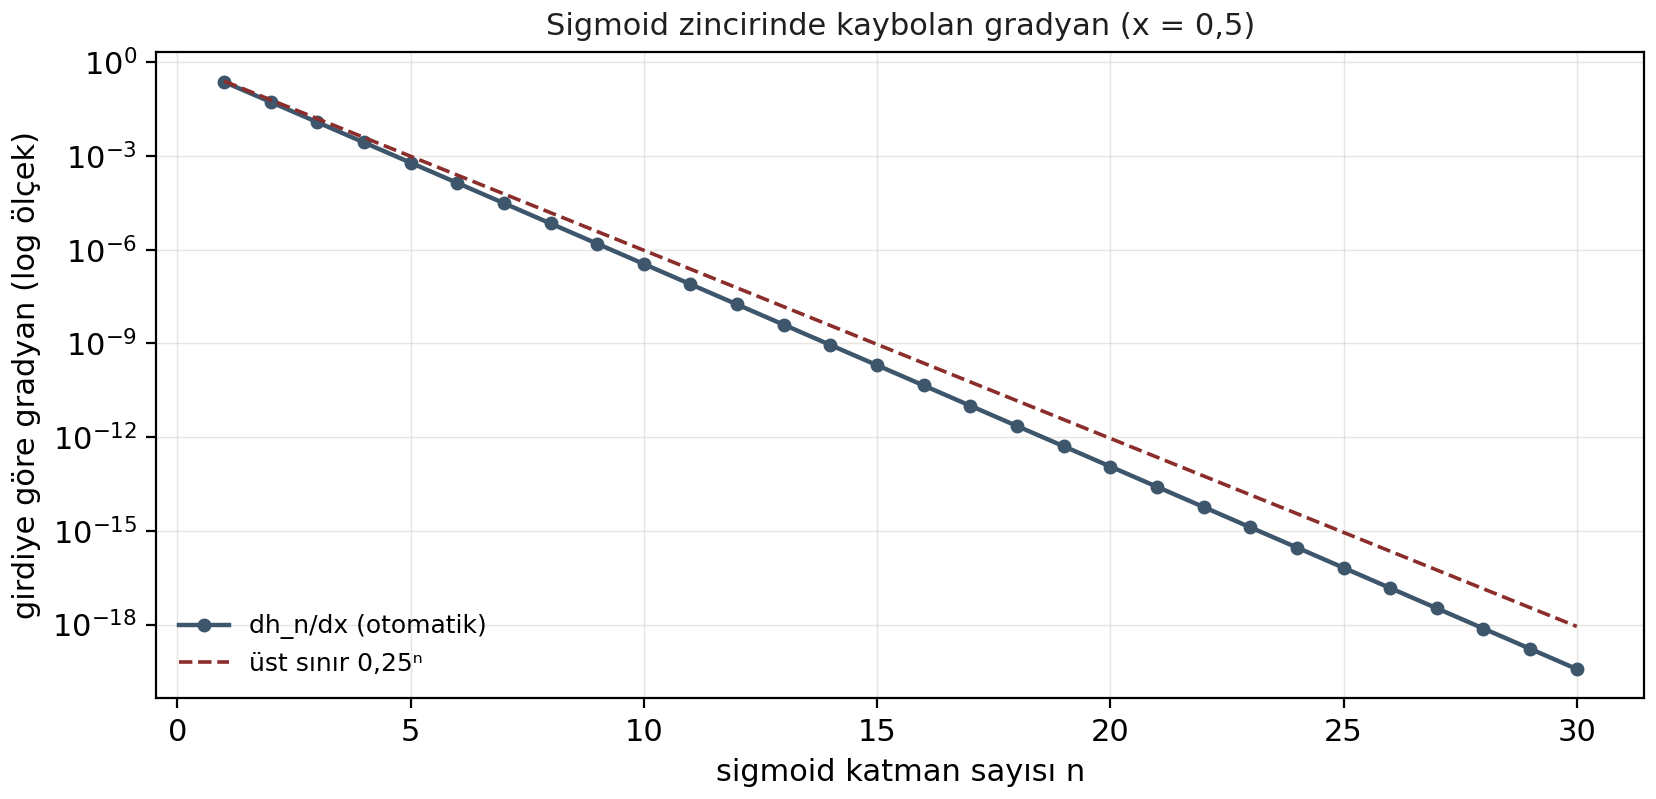 Sigmoid zincirinde kaybolan gradyan (x = 0,5)
girdiye göre gradyan (log ölçek)
10⁰
10⁻³
10⁻⁶
10⁻⁹
10⁻¹²
10⁻¹⁵
10⁻¹⁸
dh_n/dx (otomatik)
üst sınır 0,25ⁿ
0 5 10 15 20 25 30
sigmoid katman sayısı n